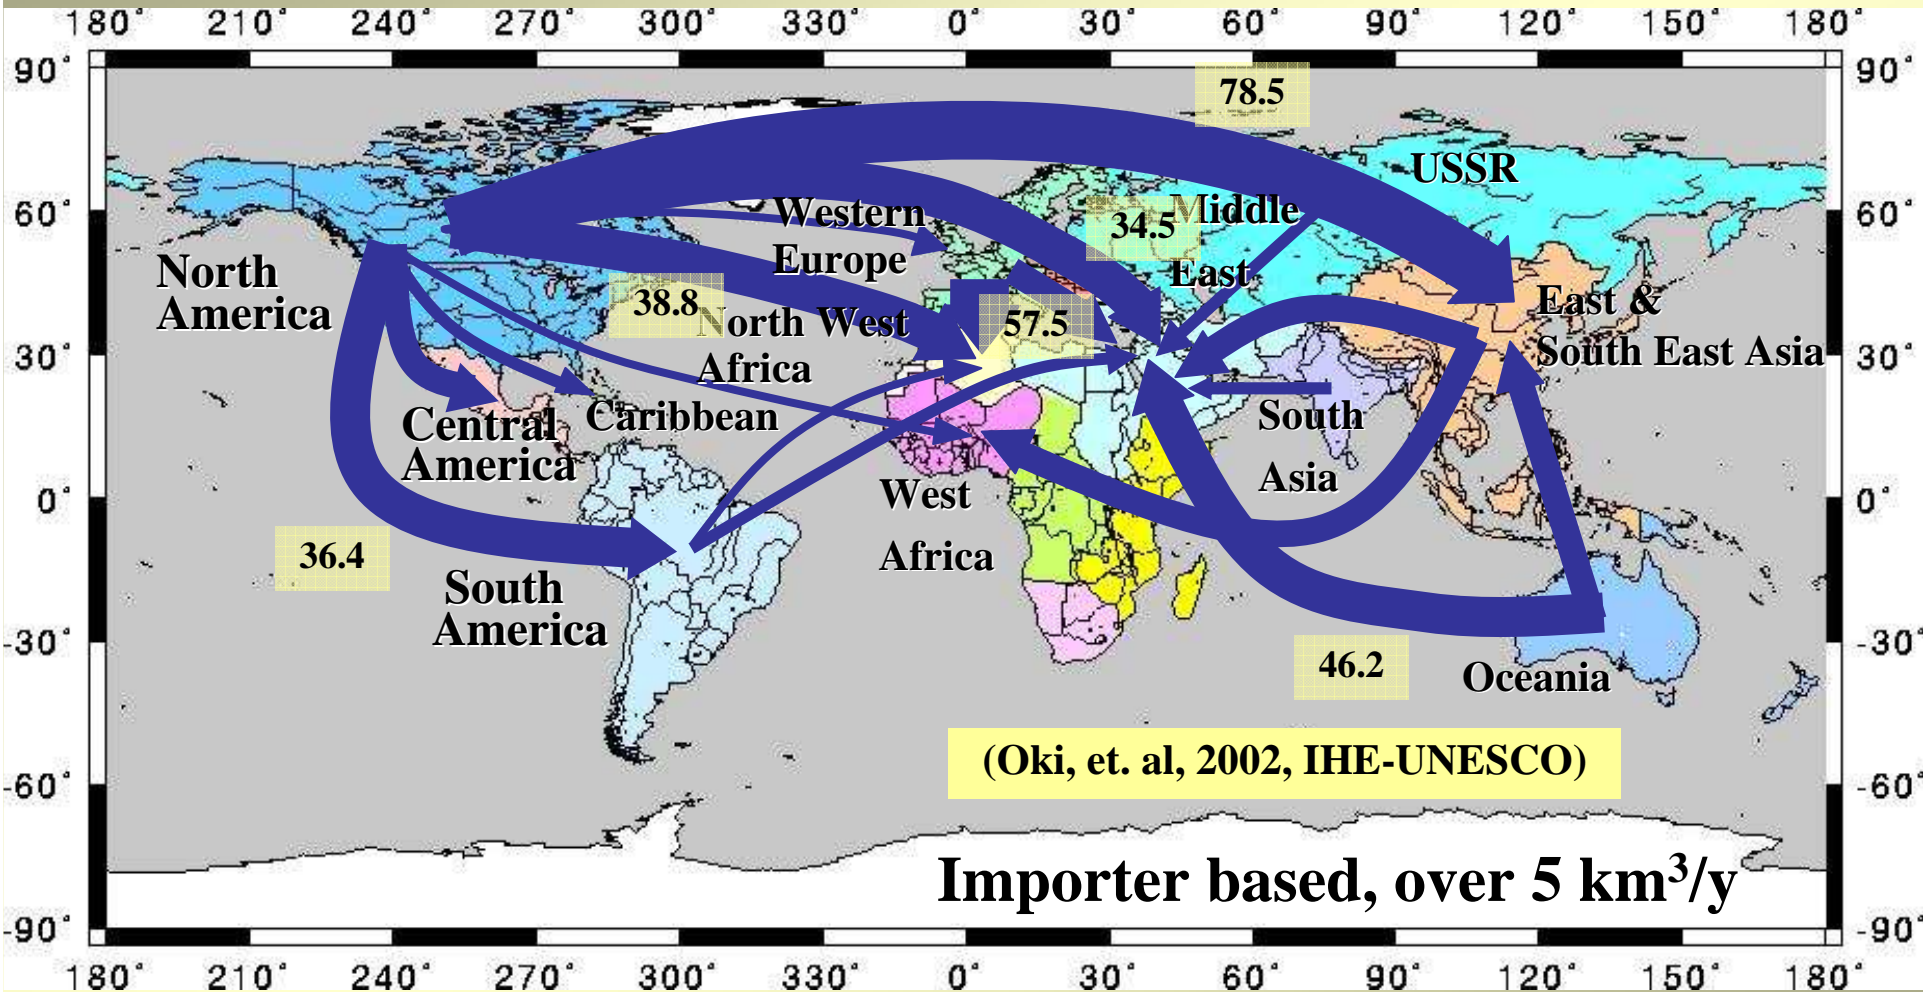 180° 210° 240° 270° 300° 330° 0° 30° 60° 90° 120° 150° 180°
90° 90°
78.5
USSR
60° 60°
Western
Europe
34.5
Middle
East
North
America
38.8
North West
Africa
57.5
East &
South East Asia
30° 30°
Central
America
Caribbean
South
Asia
0° 0°
West
Africa
36.4
South
America
-30° -30°
46.2
Oceania
(Oki, et. al, 2002, IHE-UNESCO)
-60° -60°
Importer based, over 5 km³/y
-90° -90°
180° 210° 240° 270° 300° 330° 0° 30° 60° 90° 120° 150° 180°